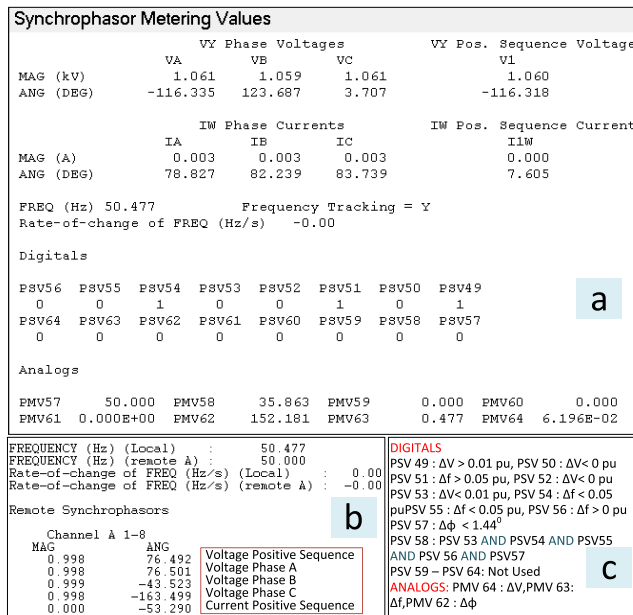 Synchrophasor Metering Values
VY Phase Voltages VY Pos. Sequence Voltage
VA VB VC V1
MAG (kV) 1.061 1.059 1.061 1.060
ANG (DEG) -116.335 123.687 3.707 -116.318
IW Phase Currents IW Pos. Sequence Current
IA IB IC I1W
MAG (A) 0.003 0.003 0.003 0.000
ANG (DEG) 78.827 82.239 83.739 7.605
FREQ (Hz) 50.477 Frequency Tracking = Y
Rate-of-change of FREQ (Hz/s) -0.00
Digitals
PSV56 PSV55 PSV54 PSV53 PSV52 PSV51 PSV50 PSV49
0 0 1 0 0 1 0 1
PSV64 PSV63 PSV62 PSV61 PSV60 PSV59 PSV58 PSV57
0 0 0 0 0 0 0 0
a
Analogs
PMV57 50.000 PMV58 35.863 PMV59 0.000 PMV60 0.000
PMV61 0.000E+00 PMV62 152.181 PMV63 0.477 PMV64 6.196E-02
FREQUENCY (Hz) (Local) : 50.477
FREQUENCY (Hz) (remote A) : 50.000
Rate-of-change of FREQ (Hz/s) (Local) : 0.00
Rate-of-change of FREQ (Hz/s) (remote A) : -0.00
Remote Synchrophasors
b
Channel A 1-8
MAG ANG
0.998 76.492 Voltage Positive Sequence
0.998 76.501 Voltage Phase A
0.999 -43.523 Voltage Phase B
0.998 -163.499 Voltage Phase C
0.000 -53.290 Current Positive Sequence
DIGITALS
PSV 49 : ΔV > 0.01 pu, PSV 50 : ΔV< 0 pu
PSV 51 : Δf > 0.05 pu, PSV 52 : ΔV<0 pu
PSV 53 : ΔV< 0.01 pu, PSV 54 : Δf < 0.05
puPSV 55 : Δf < 0.05 pu, PSV 56 : Δf > 0 pu
PSV 57 : Δφ < 1.44⁰
PSV 58 : PSV 53 AND PSV54 AND PSV55
AND PSV 56 AND PSV57
PSV 59 – PSV 64: Not Used
ANALOGS: PMV 64 : ΔV,PMV 63:
Δf,PMV 62 : Δφ
c